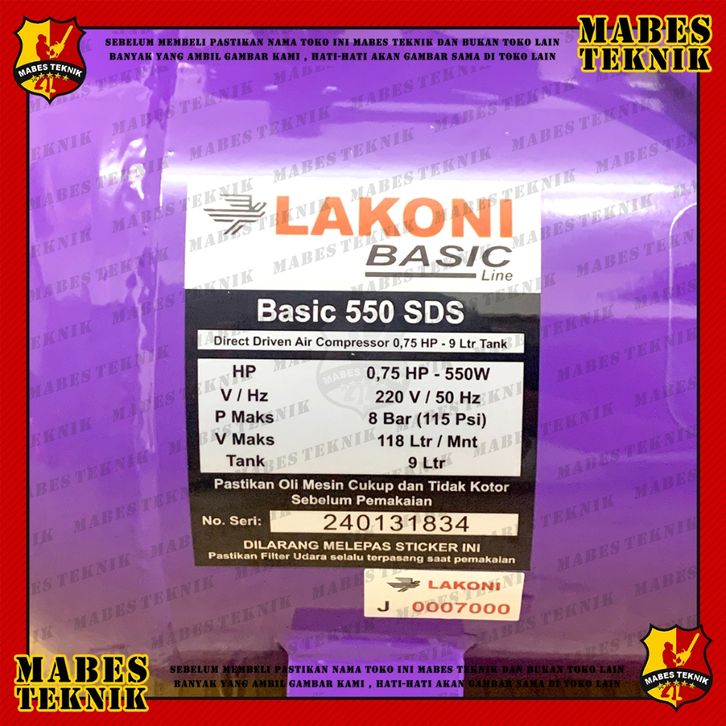 SEBELUM MEMBELI PASTIKAN NAMA TOKO INI MABES TEKNIK DAN BUKAN TOKO LAIN
BANYAK YANG AMBIL GAMBAR KAMI , HATI-HATI AKAN GAMBAR SAMA DI TOKO LAIN
MABES TEKNIK
MABES
TEKNIK
LAKONI
BASIC
Line
Basic 550 SDS
Direct Driven Air Compressor 0,75 HP - 9 Ltr Tank
HP 0,75 HP - 550W
V / Hz 220 V / 50 Hz
P Maks 8 Bar (115 Psi)
V Maks 118 Ltr / Mnt
Tank 9 Ltr
Pastikan Oli Mesin Cukup dan Tidak Kotor
Sebelum Pemakaian
No. Seri: 240131834
DILARANG MELEPAS STICKER INI
Pastikan Filter Udara selalu terpasang saat pemakaian
LAKONI
J 0007000
MABES
TEKNIK
SEBELUM MEMBELI PASTIKAN NAMA TOKO INI MABES TEKNIK DAN BUKAN TOKO LAIN
BANYAK YANG AMBIL GAMBAR KAMI , HATI-HATI AKAN GAMBAR SAMA DI TOKO LAIN
MABES TEKNIK